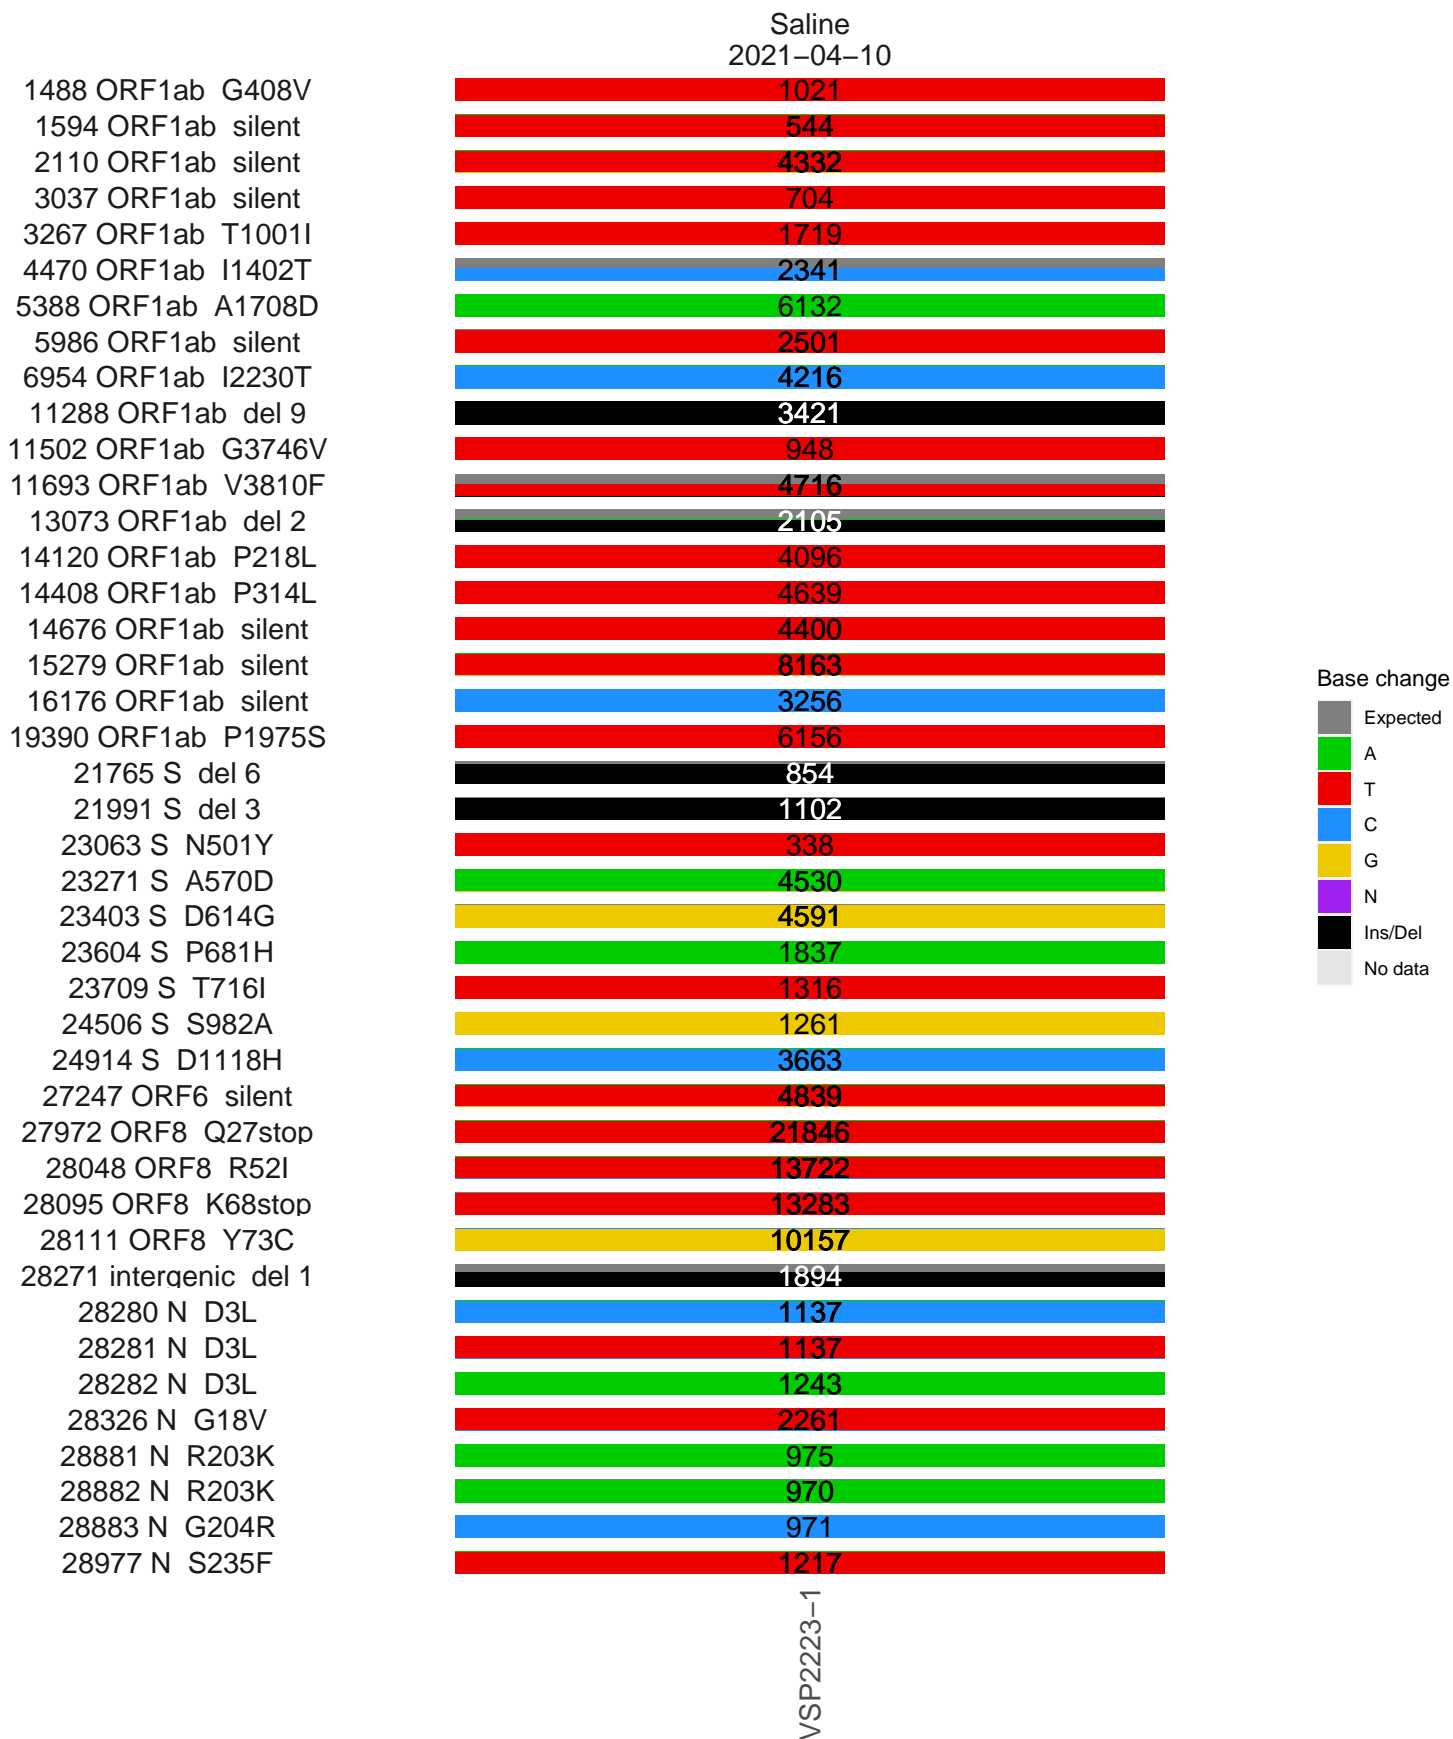 Saline
2021−04−10
1488 ORF1ab G408V 1021
1594 ORF1ab silent 544
2110 ORF1ab silent 4332
3037 ORF1ab silent 704
3267 ORF1ab T1001I 1719
4470 ORF1ab I1402T 2341
5388 ORF1ab A1708D 6132
5986 ORF1ab silent 2501
6954 ORF1ab I2230T 4216
11288 ORF1ab del 9 3421
11502 ORF1ab G3746V 948
11693 ORF1ab V3810F 4716
13073 ORF1ab del 2 2105
14120 ORF1ab P218L 4096
14408 ORF1ab P314L 4639
14676 ORF1ab silent 4400
15279 ORF1ab silent 8163
16176 ORF1ab silent 3256
19390 ORF1ab P1975S 6156
21765 S del 6 854
21991 S del 3 1102
23063 S N501Y 338
23271 S A570D 4530
23403 S D614G 4591
23604 S P681H 1837
23709 S T716I 1316
24506 S S982A 1261
24914 S D1118H 3663
27247 ORF6 silent 4839
27972 ORF8 Q27stop 21846
28048 ORF8 R52I 13722
28095 ORF8 K68stop 13283
28111 ORF8 Y73C 10157
28271 intergenic del 1 1894
28280 N D3L 1137
28281 N D3L 1137
28282 N D3L 1243
28326 N G18V 2261
28881 N R203K 975
28882 N R203K 970
28883 N G204R 971
28977 N S235F 1217
VSP2223−1
Base change
Expected
A
T
C
G
N
Ins/Del
No data